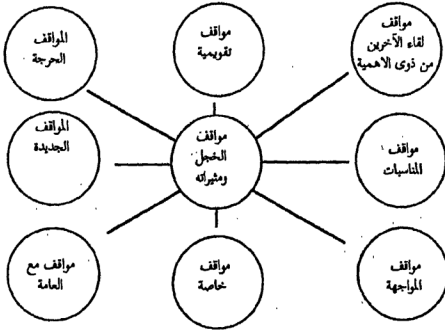 مواقف
لقاء الآخرين
من ذوى الاهمية
مواقف
تقويمية
المواقف
الحرجة
مواقف
المناسبات
مواقف
الخجل
ومثيراته
المواقف
الجديدة
مواقف
المواجهة
مواقف
خاصة
مواقف مع
العامة